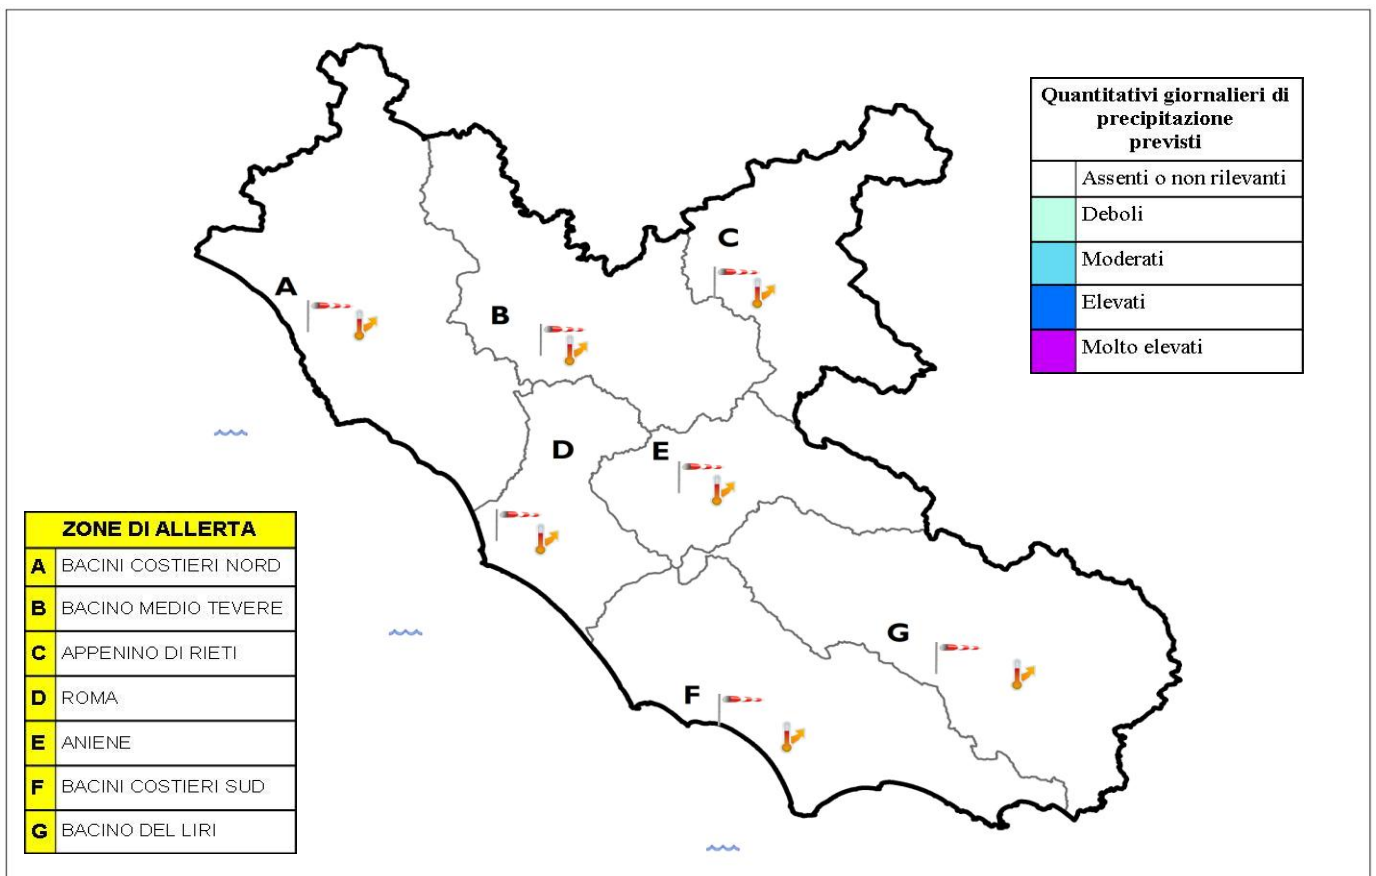 Quantitativi giornalieri di
precipitazione
previsti
Assenti o non rilevanti
Deboli
Moderati
Elevati
Molto elevati
C
A
B
D
E
G
F
ZONE DI ALLERTA
A BACINI COSTIERI NORD
B BACINO MEDIO TEVERE
C APPENINO DI RIETI
D ROMA
E ANIENE
F BACINI COSTIERI SUD
G BACINO DEL LIRI